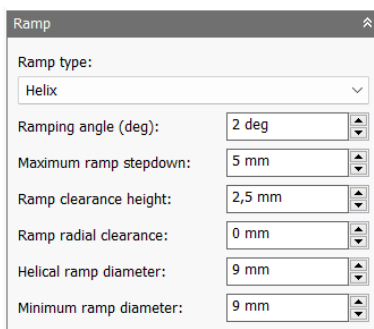 Ramp
Ramp type:
Helix
Ramping angle (deg): 2 deg
Maximum ramp stepdown: 5 mm
Ramp clearance height: 2,5 mm
Ramp radial clearance: 0 mm
Helical ramp diameter: 9 mm
Minimum ramp diameter: 9 mm